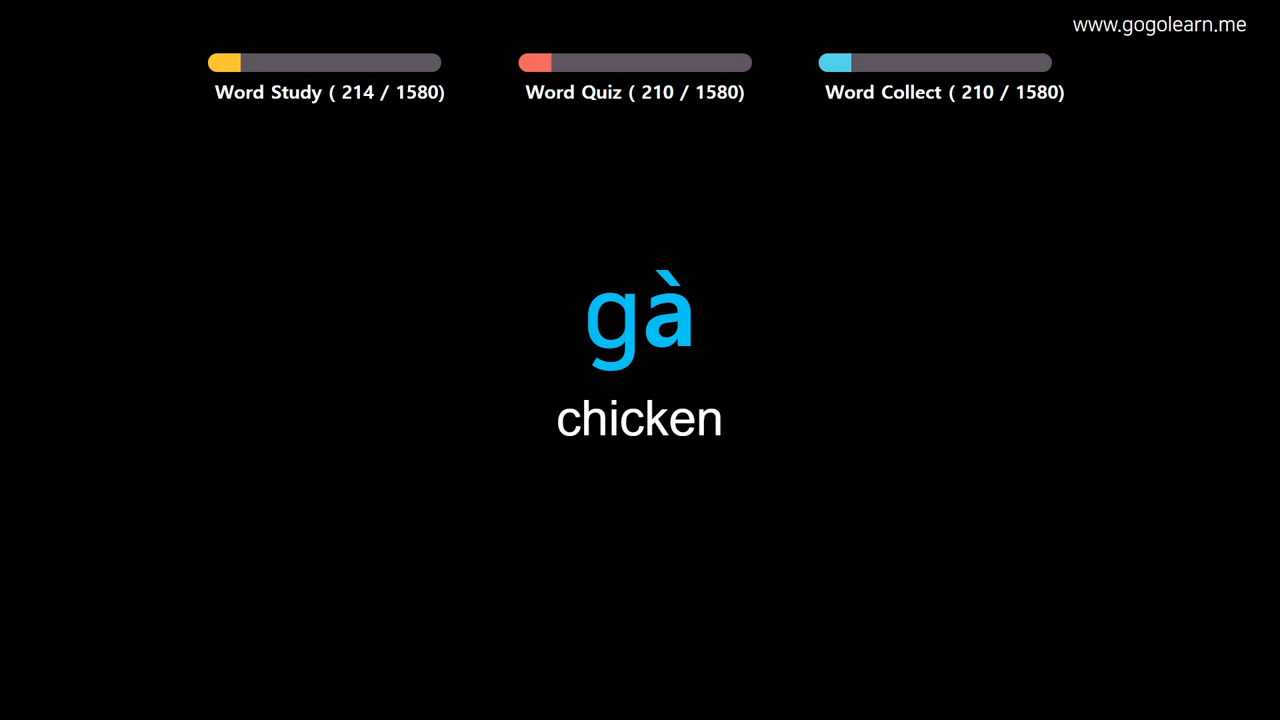 www.gogolearn.me
Word Study ( 214 / 1580)
Word Quiz ( 210 / 1580)
Word Collect ( 210 / 1580)
gà
chicken